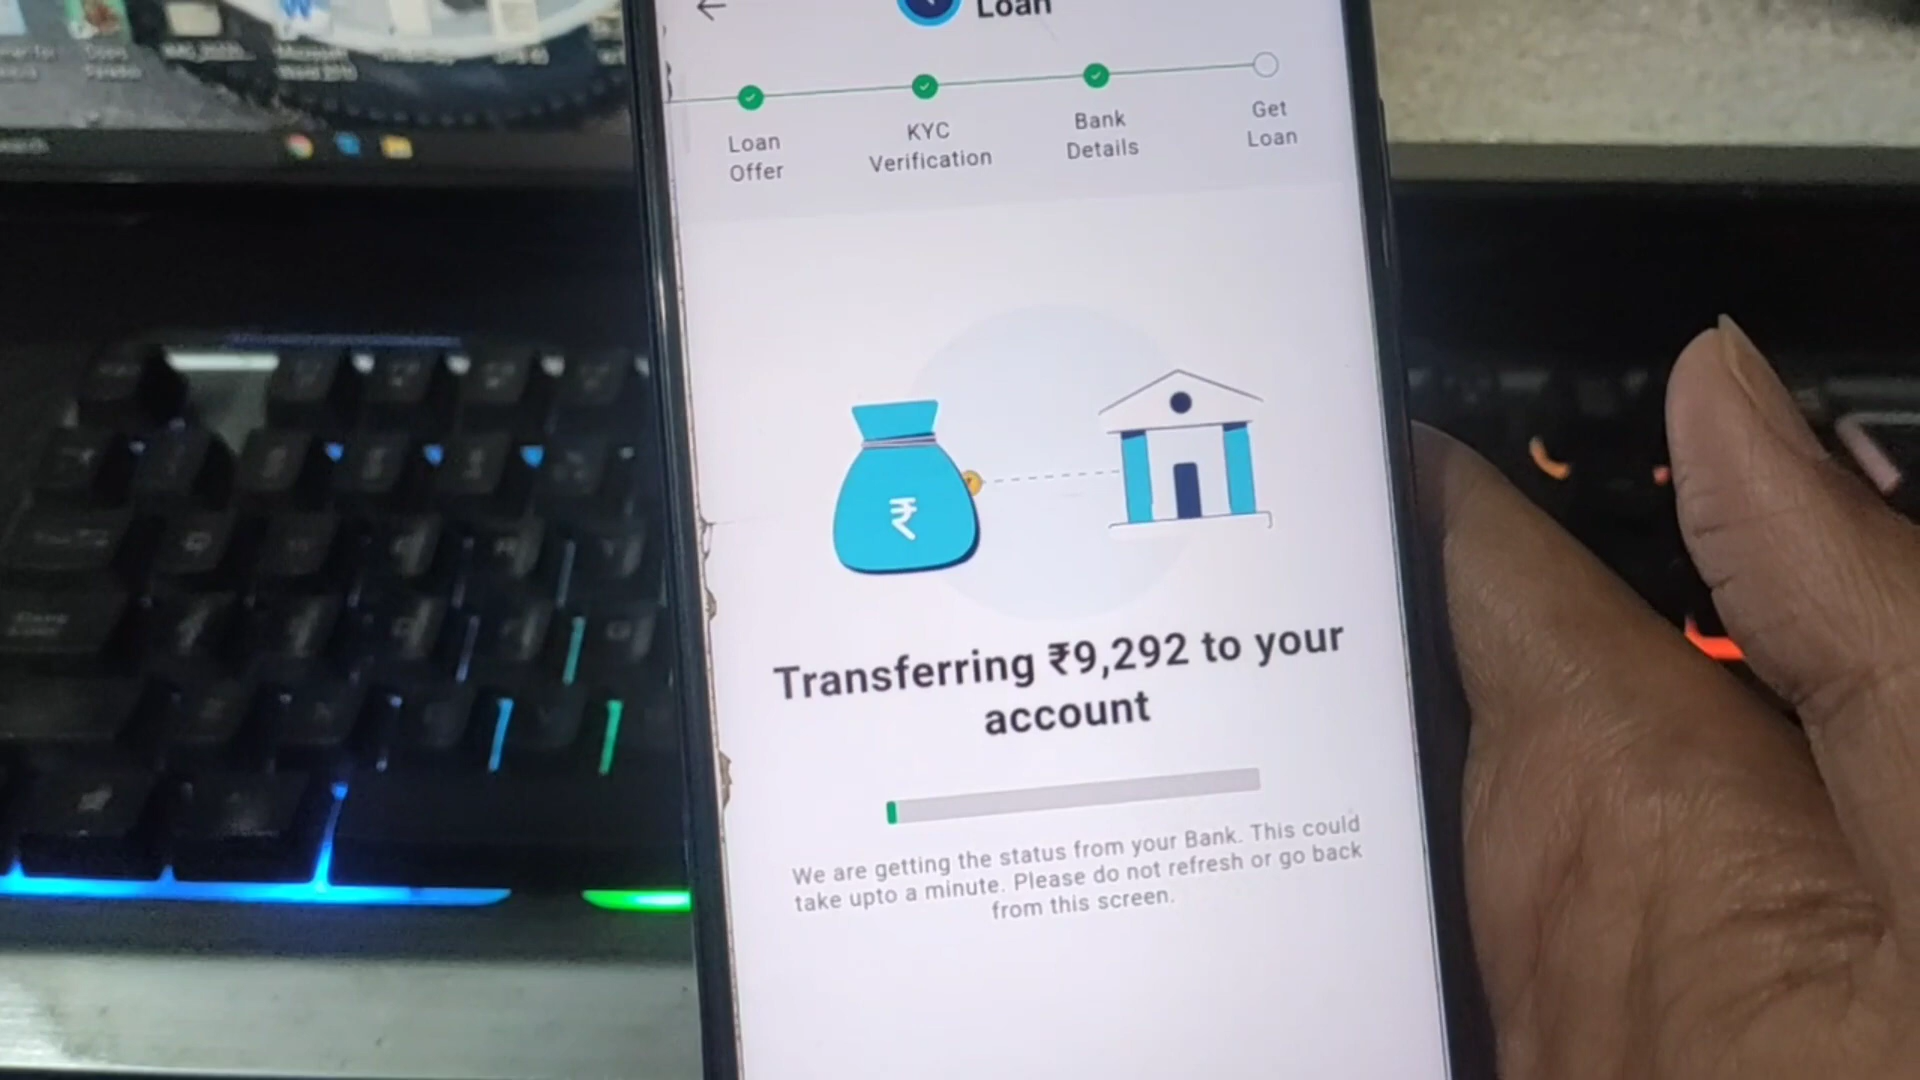 Loan
Loan
Offer
KYC
Verification
Bank
Details
Get
Loan
₹
Transferring ₹9,292 to your
account
We are getting the status from your Bank. This could
take upto a minute. Please do not refresh or go back
from this screen.